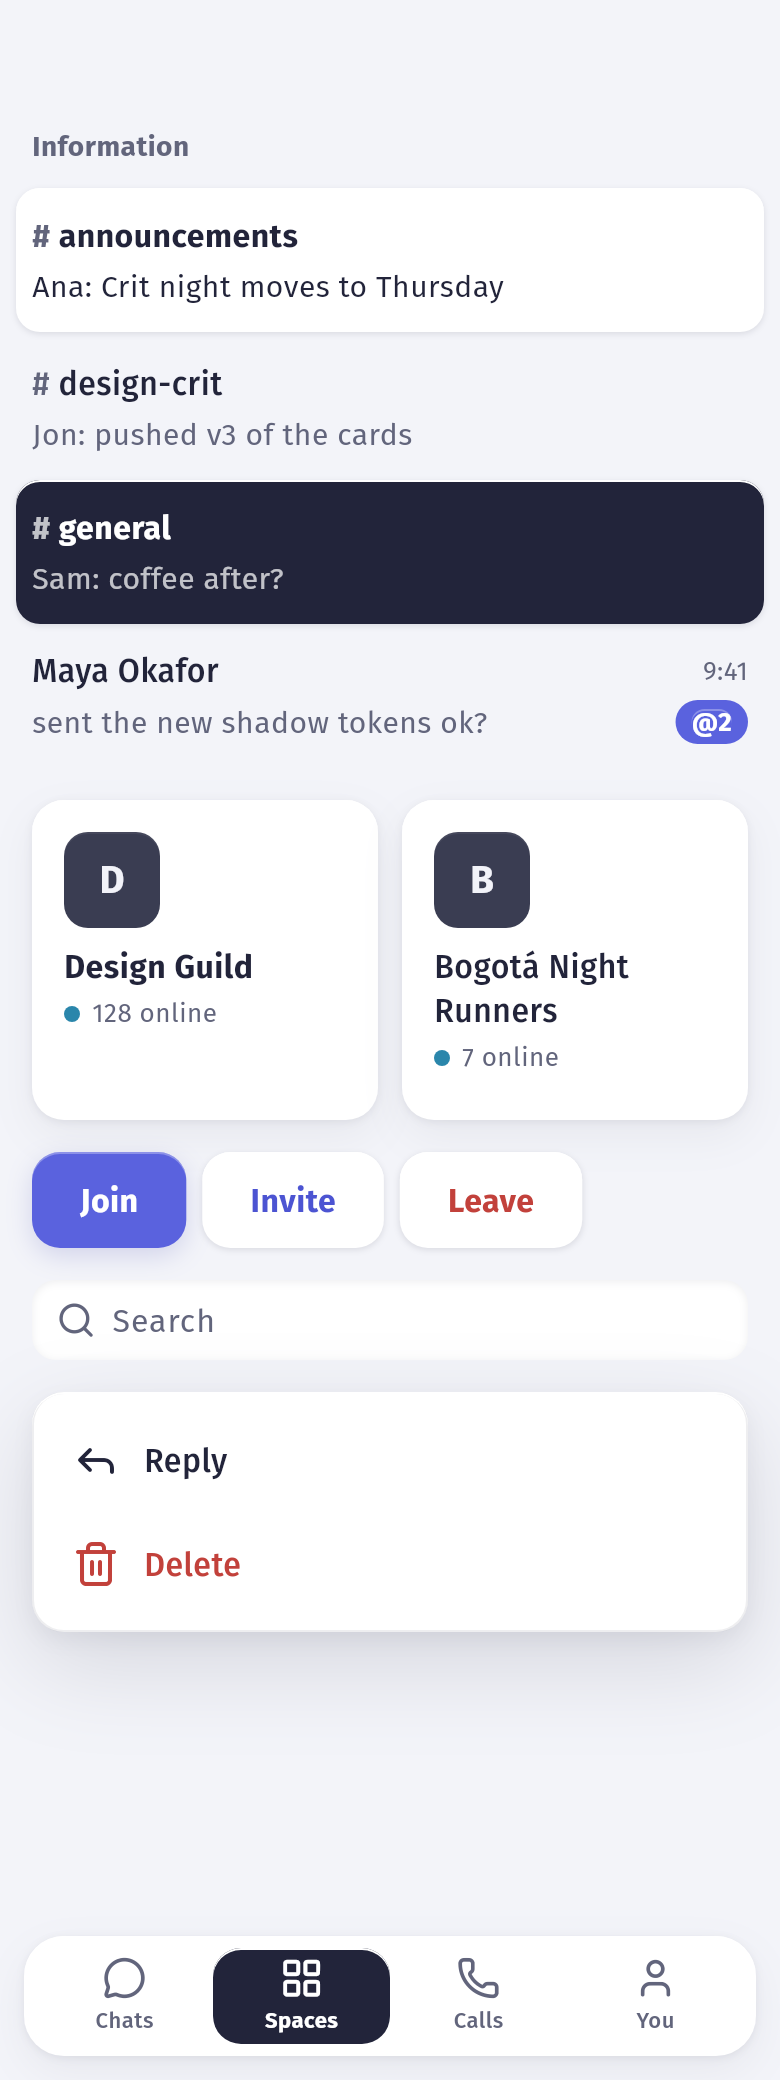 Information
# announcements
Ana: Crit night moves to Thursday
# design-crit
Jon: pushed v3 of the cards
# general
Sam: coffee after?
Maya Okafor 9:41
sent the new shadow tokens ok? @2
D
Design Guild
128 online
B
Bogotá Night
Runners
7 online
Join Invite Leave
Search
Reply
Delete
Chats Spaces Calls You